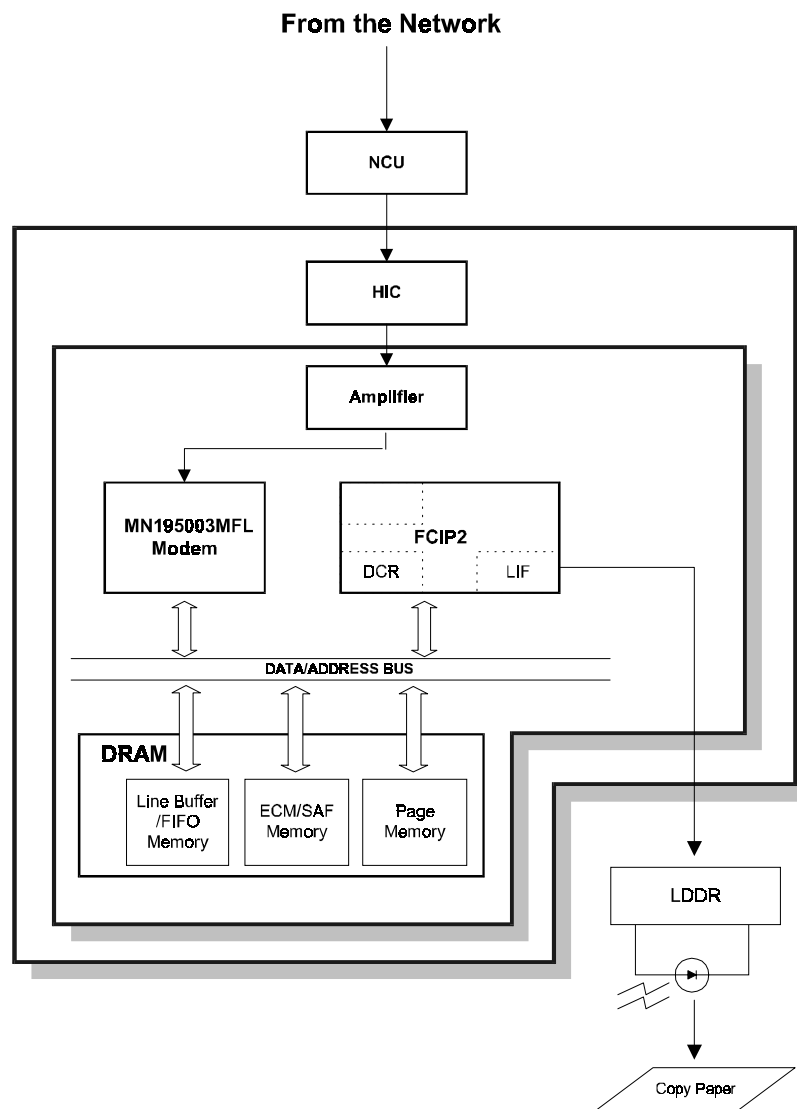 From the Network
NCU
HIC
Amplifier
MN195003MFL
Modem
FCIP2
DCR
LIF
DATA/ADDRESS BUS
DRAM
Line Buffer
/FIFO
Memory
ECM/SAF
Memory
Page
Memory
LDDR
Copy Paper